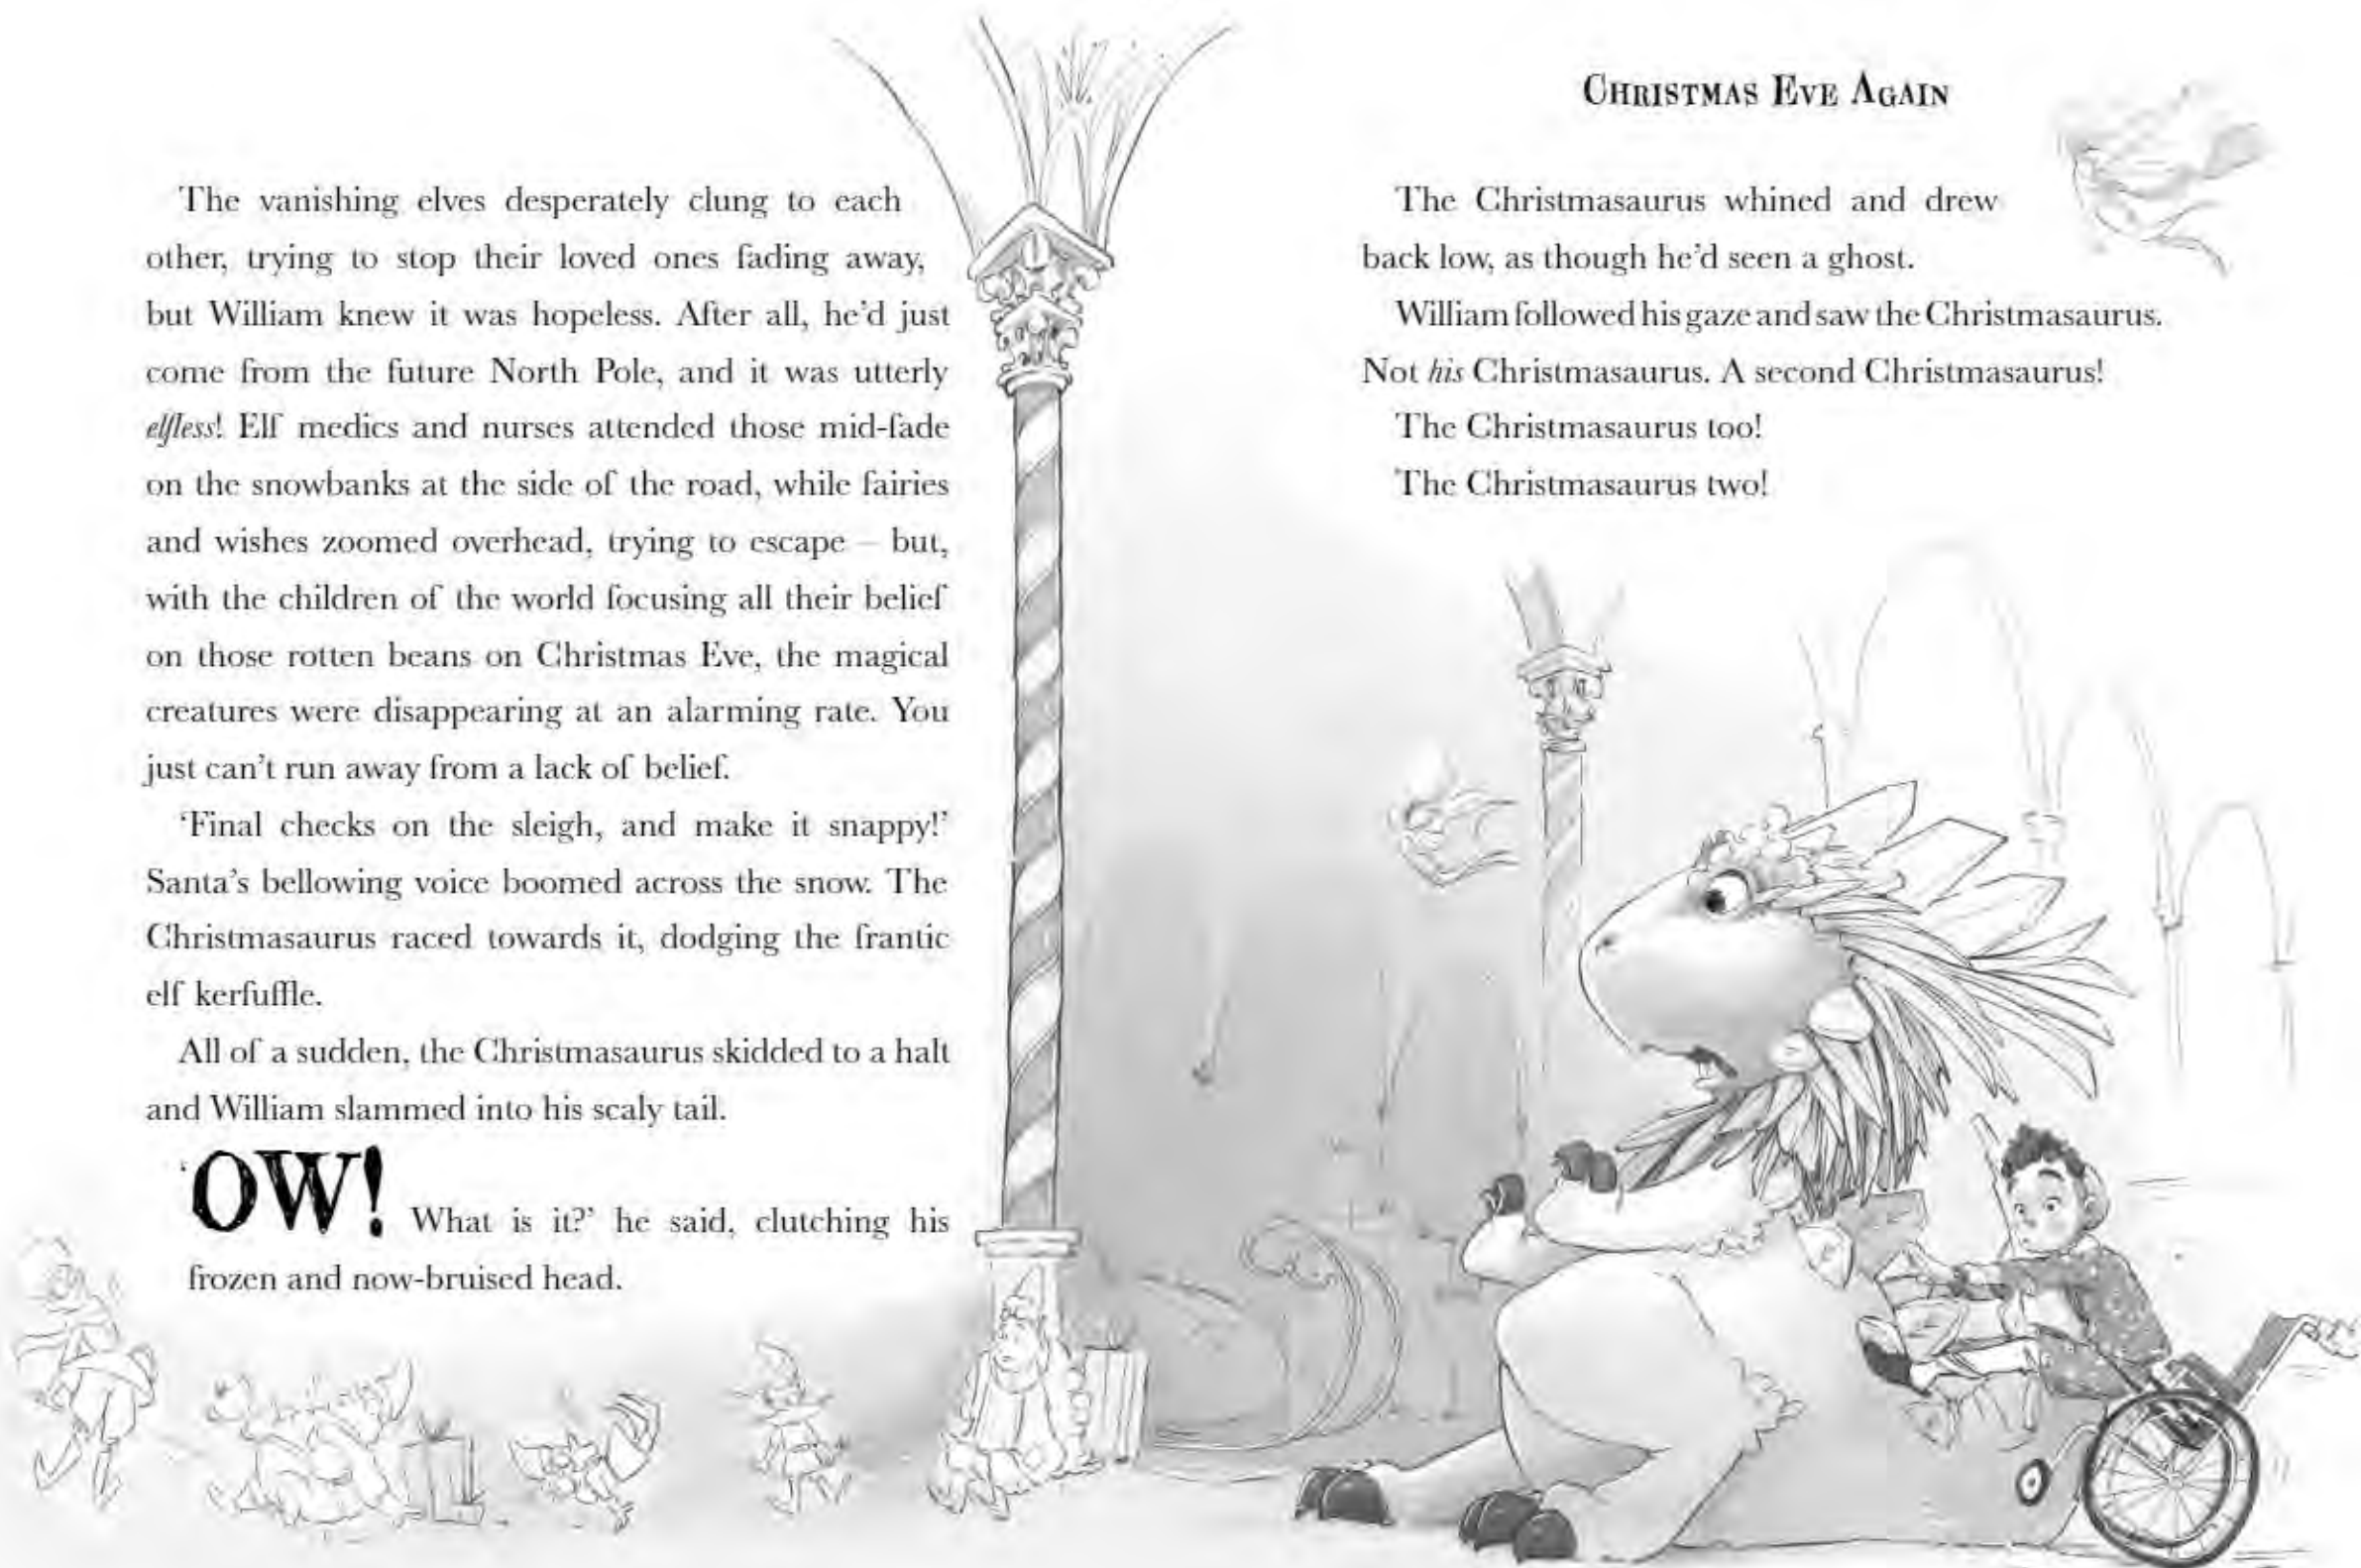 The vanishing elves desperately clung to each
other, trying to stop their loved ones fading away,
but William knew it was hopeless. After all, he’d just
come from the future North Pole, and it was utterly
elfless! Elf medics and nurses attended those mid-fade
on the snowbanks at the side of the road, while fairies
and wishes zoomed overhead, trying to escape – but,
with the children of the world focusing all their belief
on those rotten beans on Christmas Eve, the magical
creatures were disappearing at an alarming rate. You
just can’t run away from a lack of belief.
‘Final checks on the sleigh, and make it snappy!’
Santa’s bellowing voice boomed across the snow. The
Christmasaurus raced towards it, dodging the frantic
elf kerfuffle.
All of a sudden, the Christmasaurus skidded to a halt
and William slammed into his scaly tail.
‘OW! What is it?’ he said, clutching his
frozen and now-bruised head.
CHRISTMAS EVE AGAIN
The Christmasaurus whined and drew
back low, as though he’d seen a ghost.
William followed his gaze and saw the Christmasaurus.
Not his Christmasaurus. A second Christmasaurus!
The Christmasaurus too!
The Christmasaurus two!